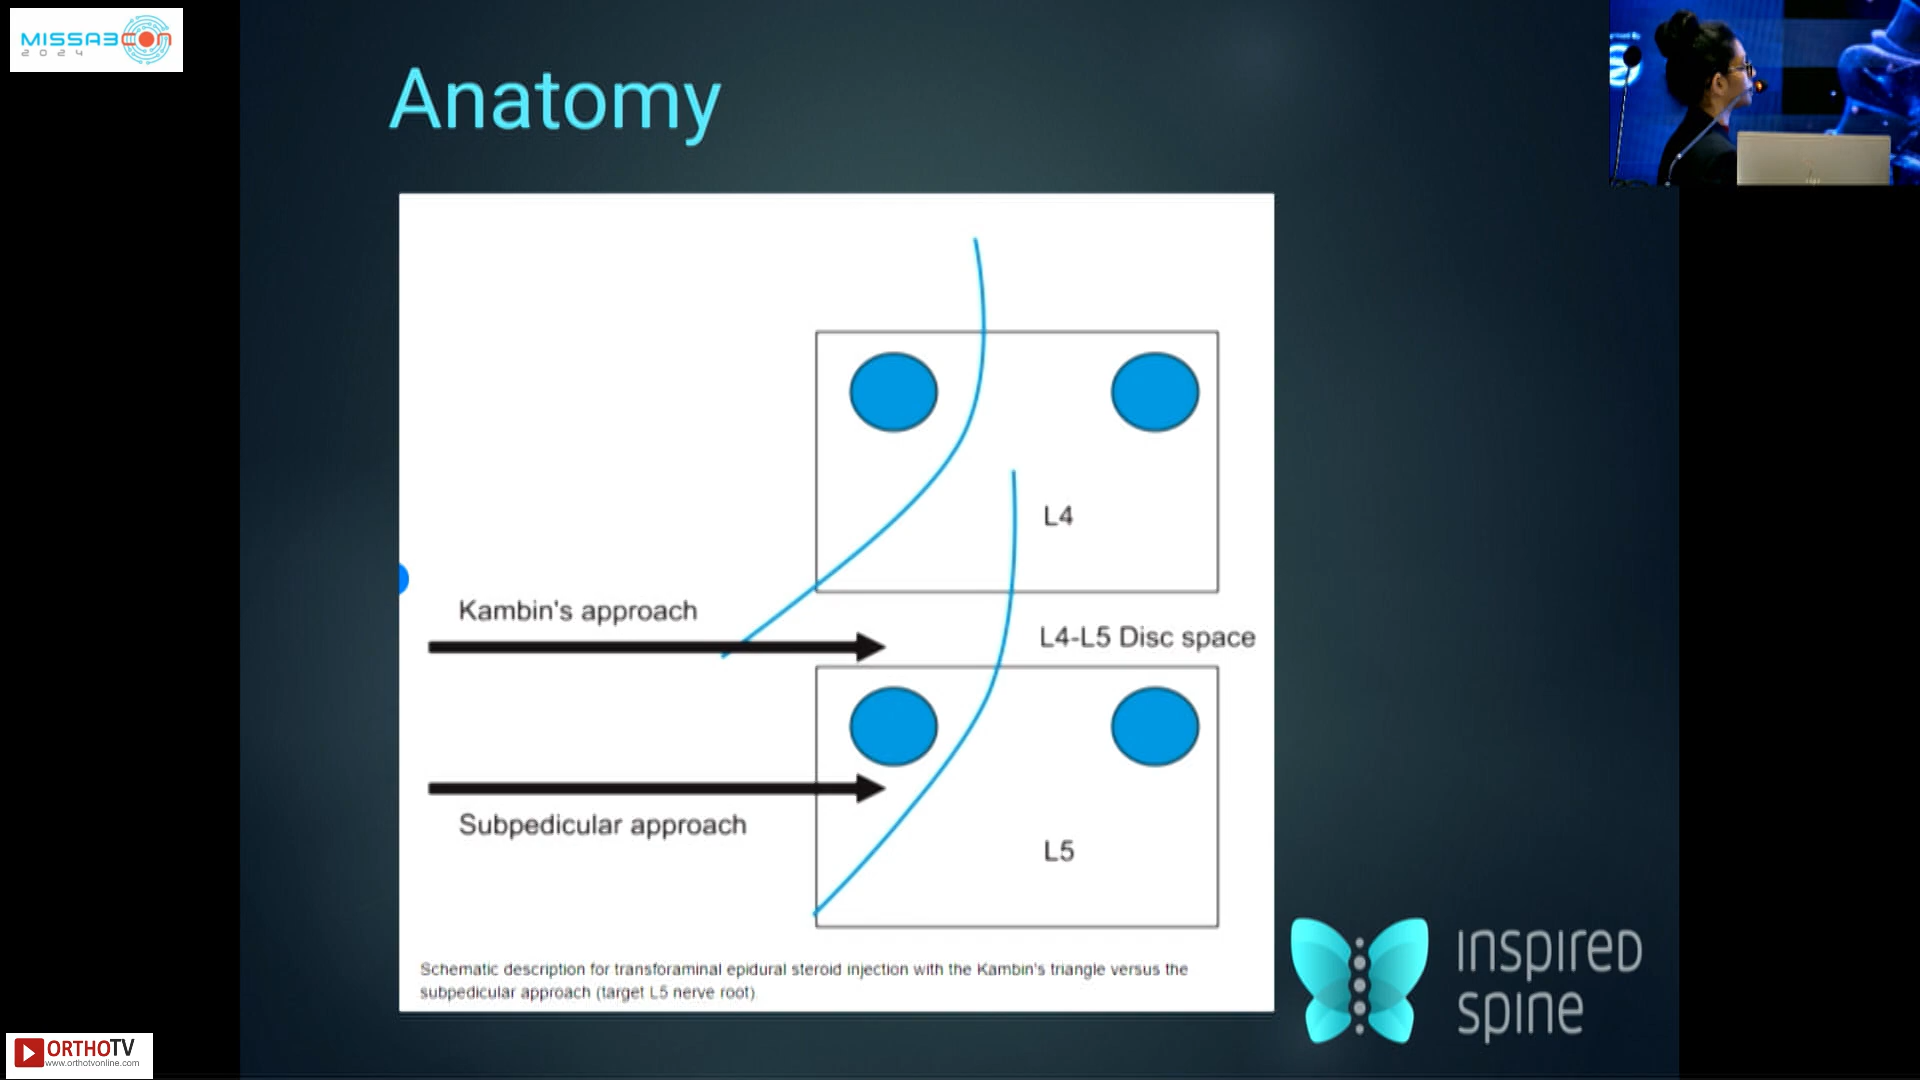 MISSABCON
2024
Anatomy
L4
Kambin's approach
L4-L5 Disc space
Subpedicular approach
L5
Schematic description for transforaminal epidural steroid injection with the Kambin's triangle versus the
subpedicular approach (target L5 nerve root)
INSPIRED
SPINE
ORTHOTV
www.orthotvonline.com